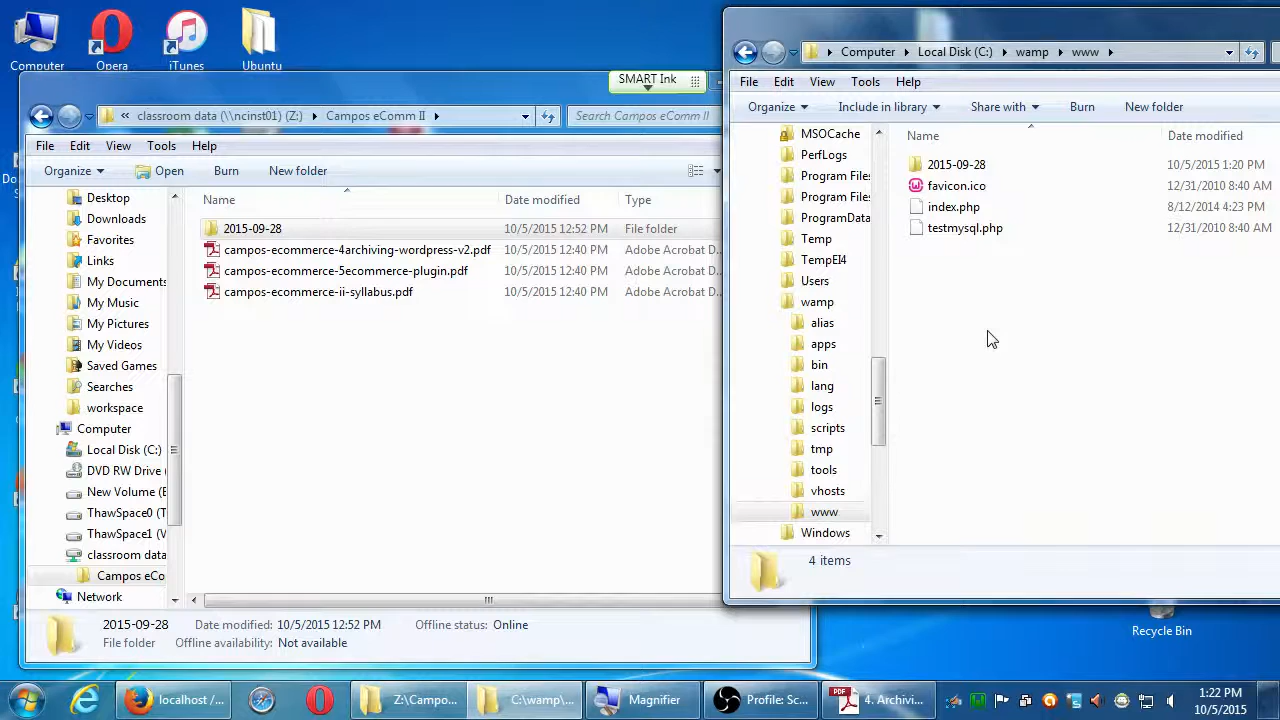 Computer
Opera
iTunes
Ubuntu
SMART Ink
classroom data (\\ncinst01) (Z:)
Campos eComm II
Search Campos eComm II
File Edit View Tools Help
Organize Open Burn New folder
Desktop
Downloads
Favorites
Links
My Documents
My Music
My Pictures
My Videos
Saved Games
Searches
workspace
Computer
Local Disk (C:)
DVD RW Drive (
New Volume (E
ThawSpace0 (T
ThawSpace1 (V
classroom data
Campos eCo
Network
Name Date modified Type
2015-09-28 10/5/2015 12:52 PM File folder
campos-ecommerce-4archiving-wordpress-v2.pdf 10/5/2015 12:40 PM Adobe Acrobat D...
campos-ecommerce-5ecommerce-plugin.pdf 10/5/2015 12:40 PM Adobe Acrobat D...
campos-ecommerce-ii-syllabus.pdf 10/5/2015 12:40 PM Adobe Acrobat D...
2015-09-28 Date modified: 10/5/2015 12:52 PM Offline status: Online
File folder Offline availability: Not available
Computer Local Disk (C:) wamp www
File Edit View Tools Help
Organize Include in library Share with Burn New folder
MSOCache
PerfLogs
Program Files
Program Files
ProgramData
Temp
TempEI4
Users
wamp
alias
apps
bin
lang
logs
scripts
tmp
tools
vhosts
www
Windows
Name Date modified
2015-09-28 10/5/2015 1:20 PM
favicon.ico 12/31/2010 8:40 AM
index.php 8/12/2014 4:23 PM
testmysql.php 12/31/2010 8:40 AM
4 items
Recycle Bin
localhost /...
Z:\Campo...
C:\wamp\...
Magnifier
Profile: Sc...
PDF
4. Archivi...
1:22 PM
10/5/2015